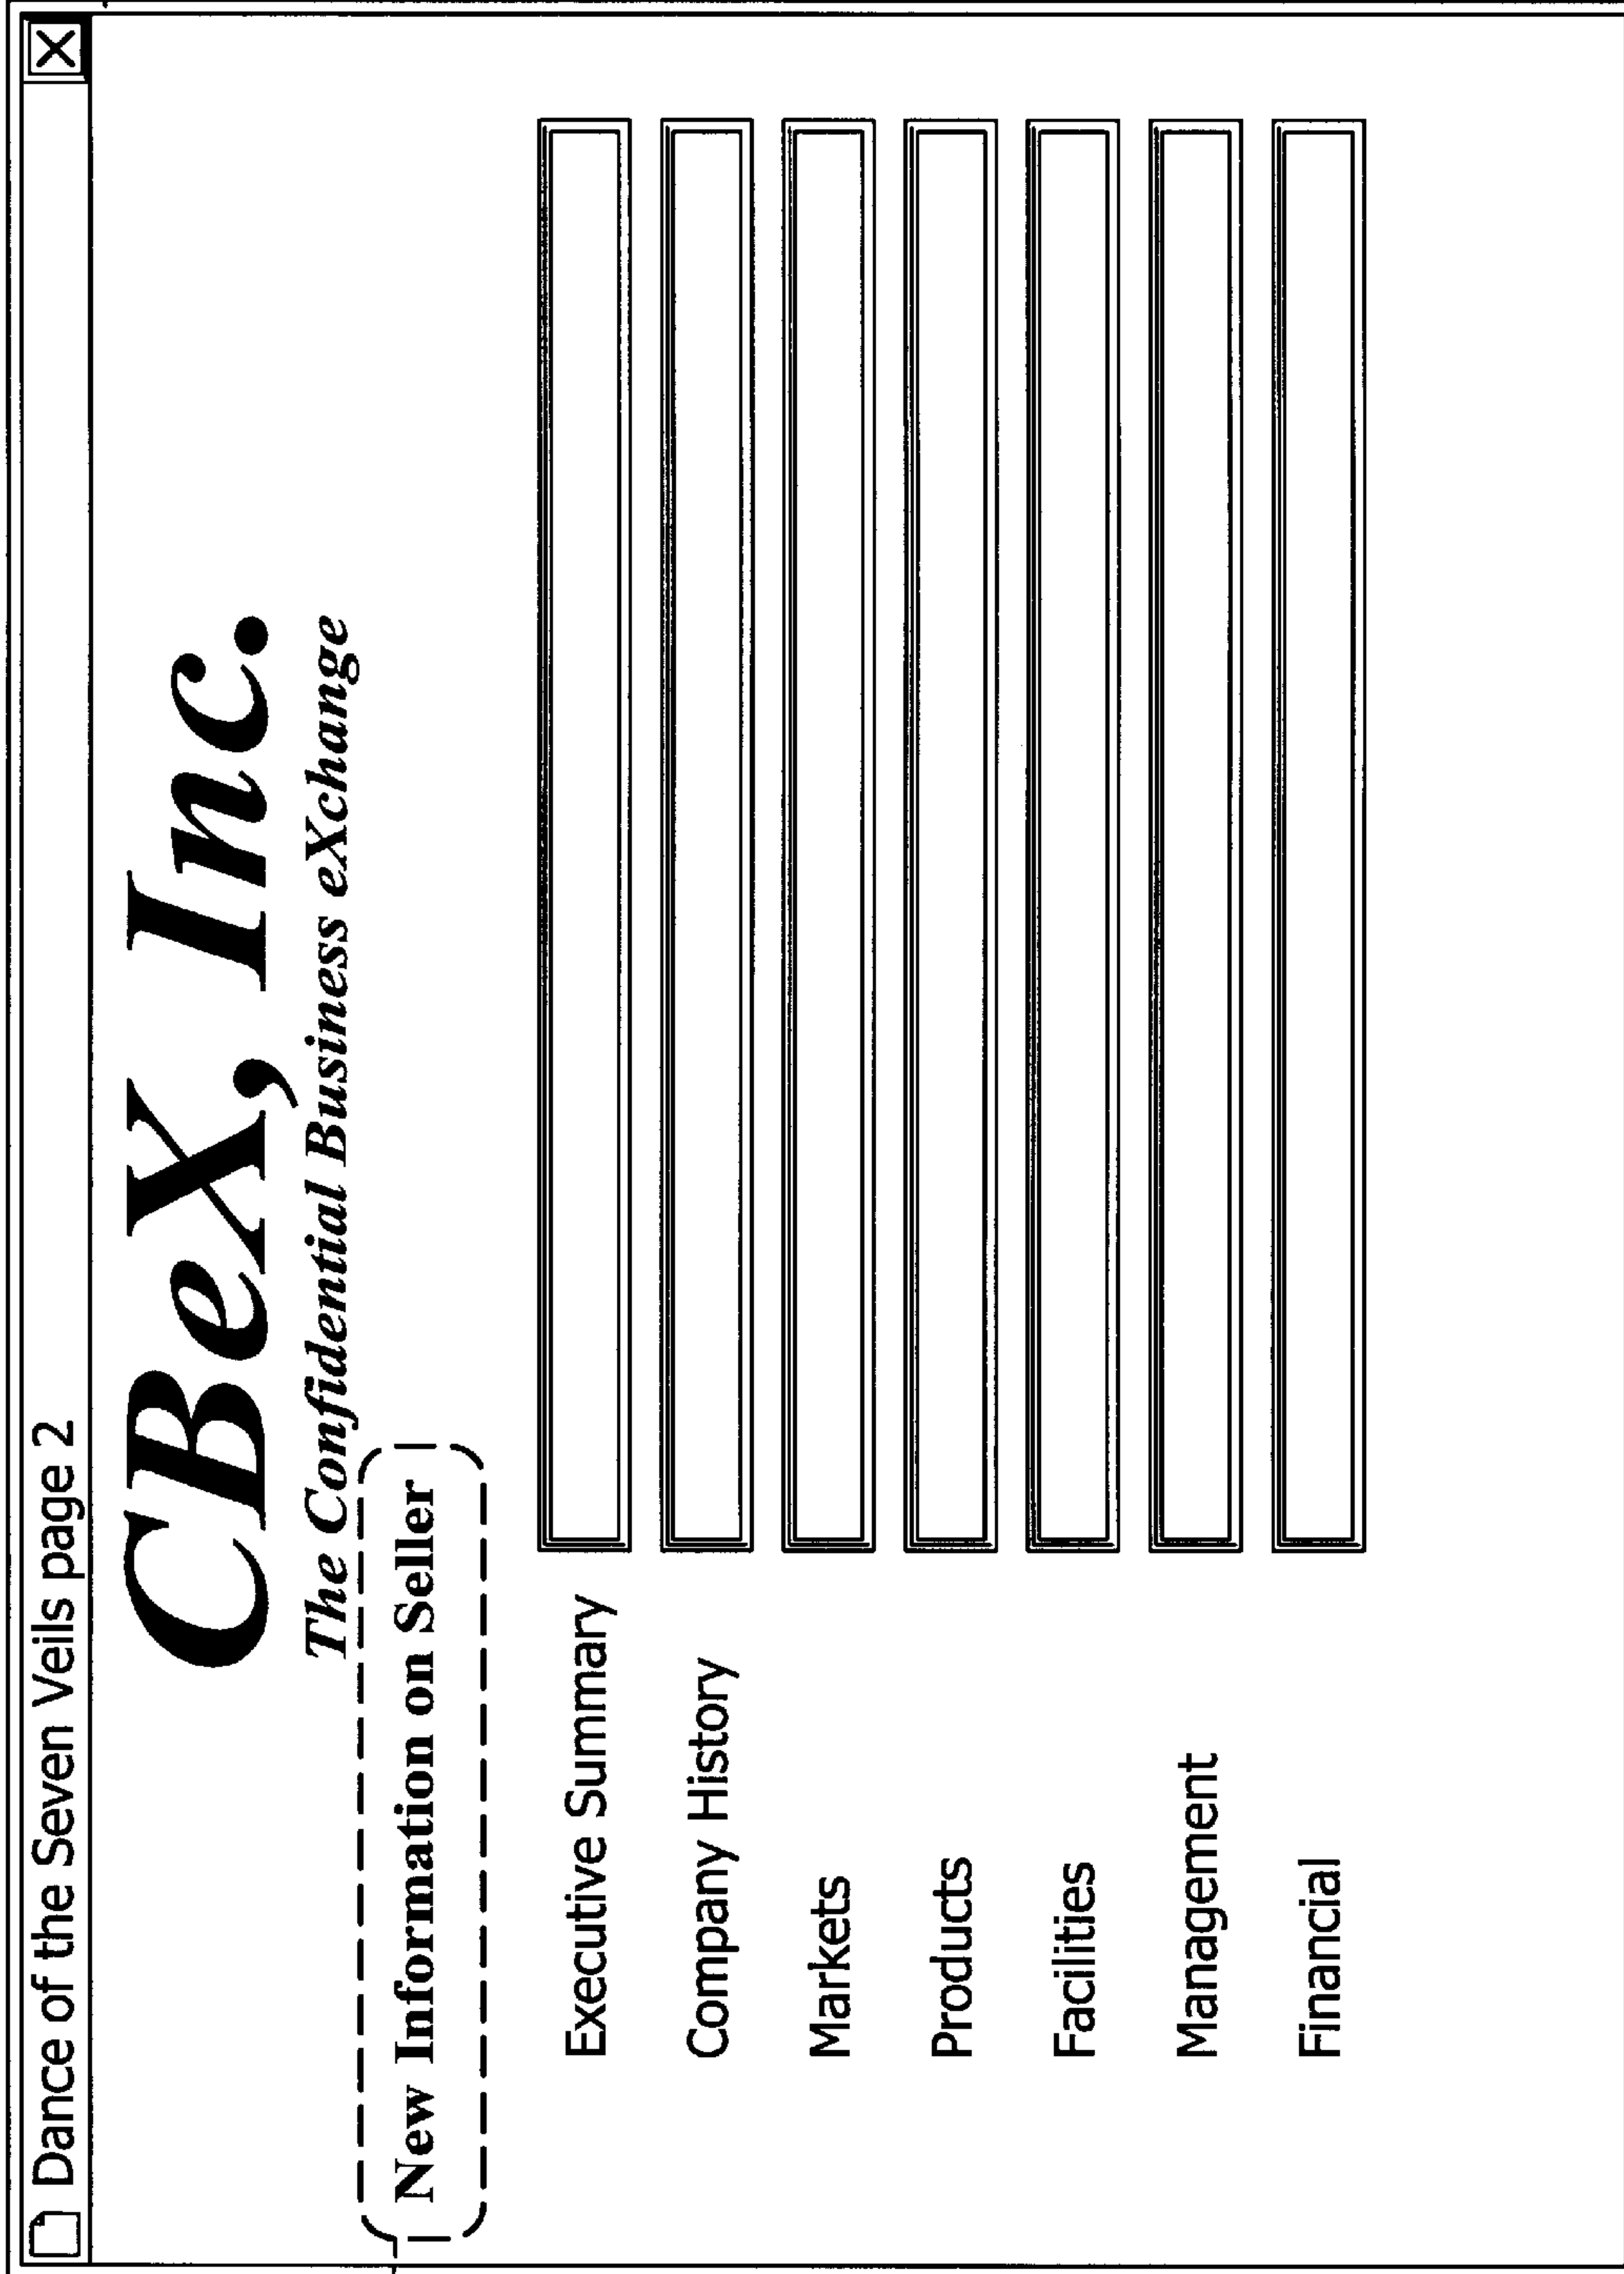 Dance of the Seven Veils page 2
CBeX, Inc.
The Confidential Business eXchange
New Information on Seller
Executive Summary
Company History
Markets
Products
Facilities
Management
Financial